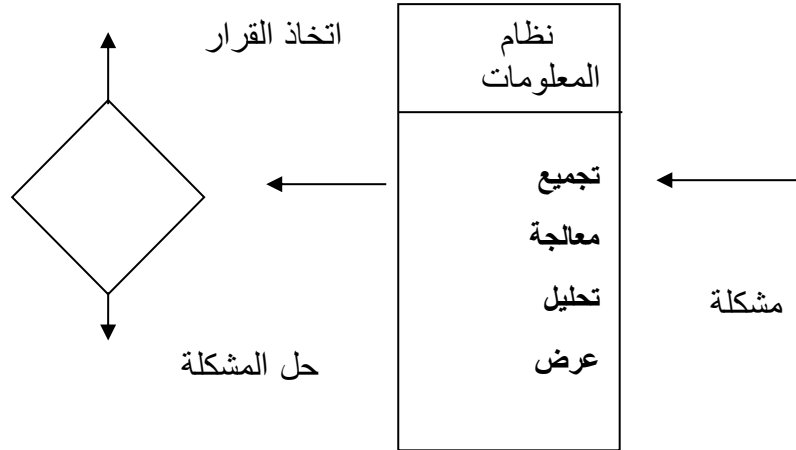 نظام
المعلومات
اتخاذ القرار
تجميع
معالجة
تحليل
عرض
مشكلة
حل المشكلة